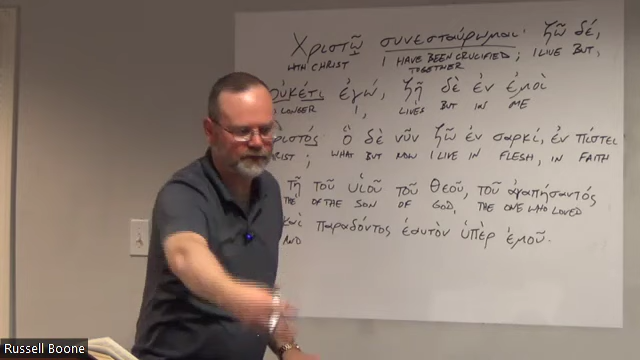 Χριστῷ συνεσταύρωμαι· ζῶ δέ,
WITH CHRIST I HAVE BEEN CRUCIFIED; I LIVE BUT,
TOGETHER
οὐκέτι ἐγώ, ζῇ δὲ ἐν ἐμοὶ
LONGER I, LIVES BUT IN ME
ριστός ὃ δὲ νῦν ζῶ ἐν σαρκί, ἐν πίστει
RIST; WHAT BUT NOW I LIVE IN FLESH, IN FAITH
τῇ τοῦ υἱοῦ τοῦ θεοῦ, τοῦ ἀγαπήσαντός
THE OF THE SON OF GOD, THE ONE WHO LOVED
καὶ παραδόντος ἑαυτὸν ὑπὲρ ἐμοῦ.
AND
Russell Boone